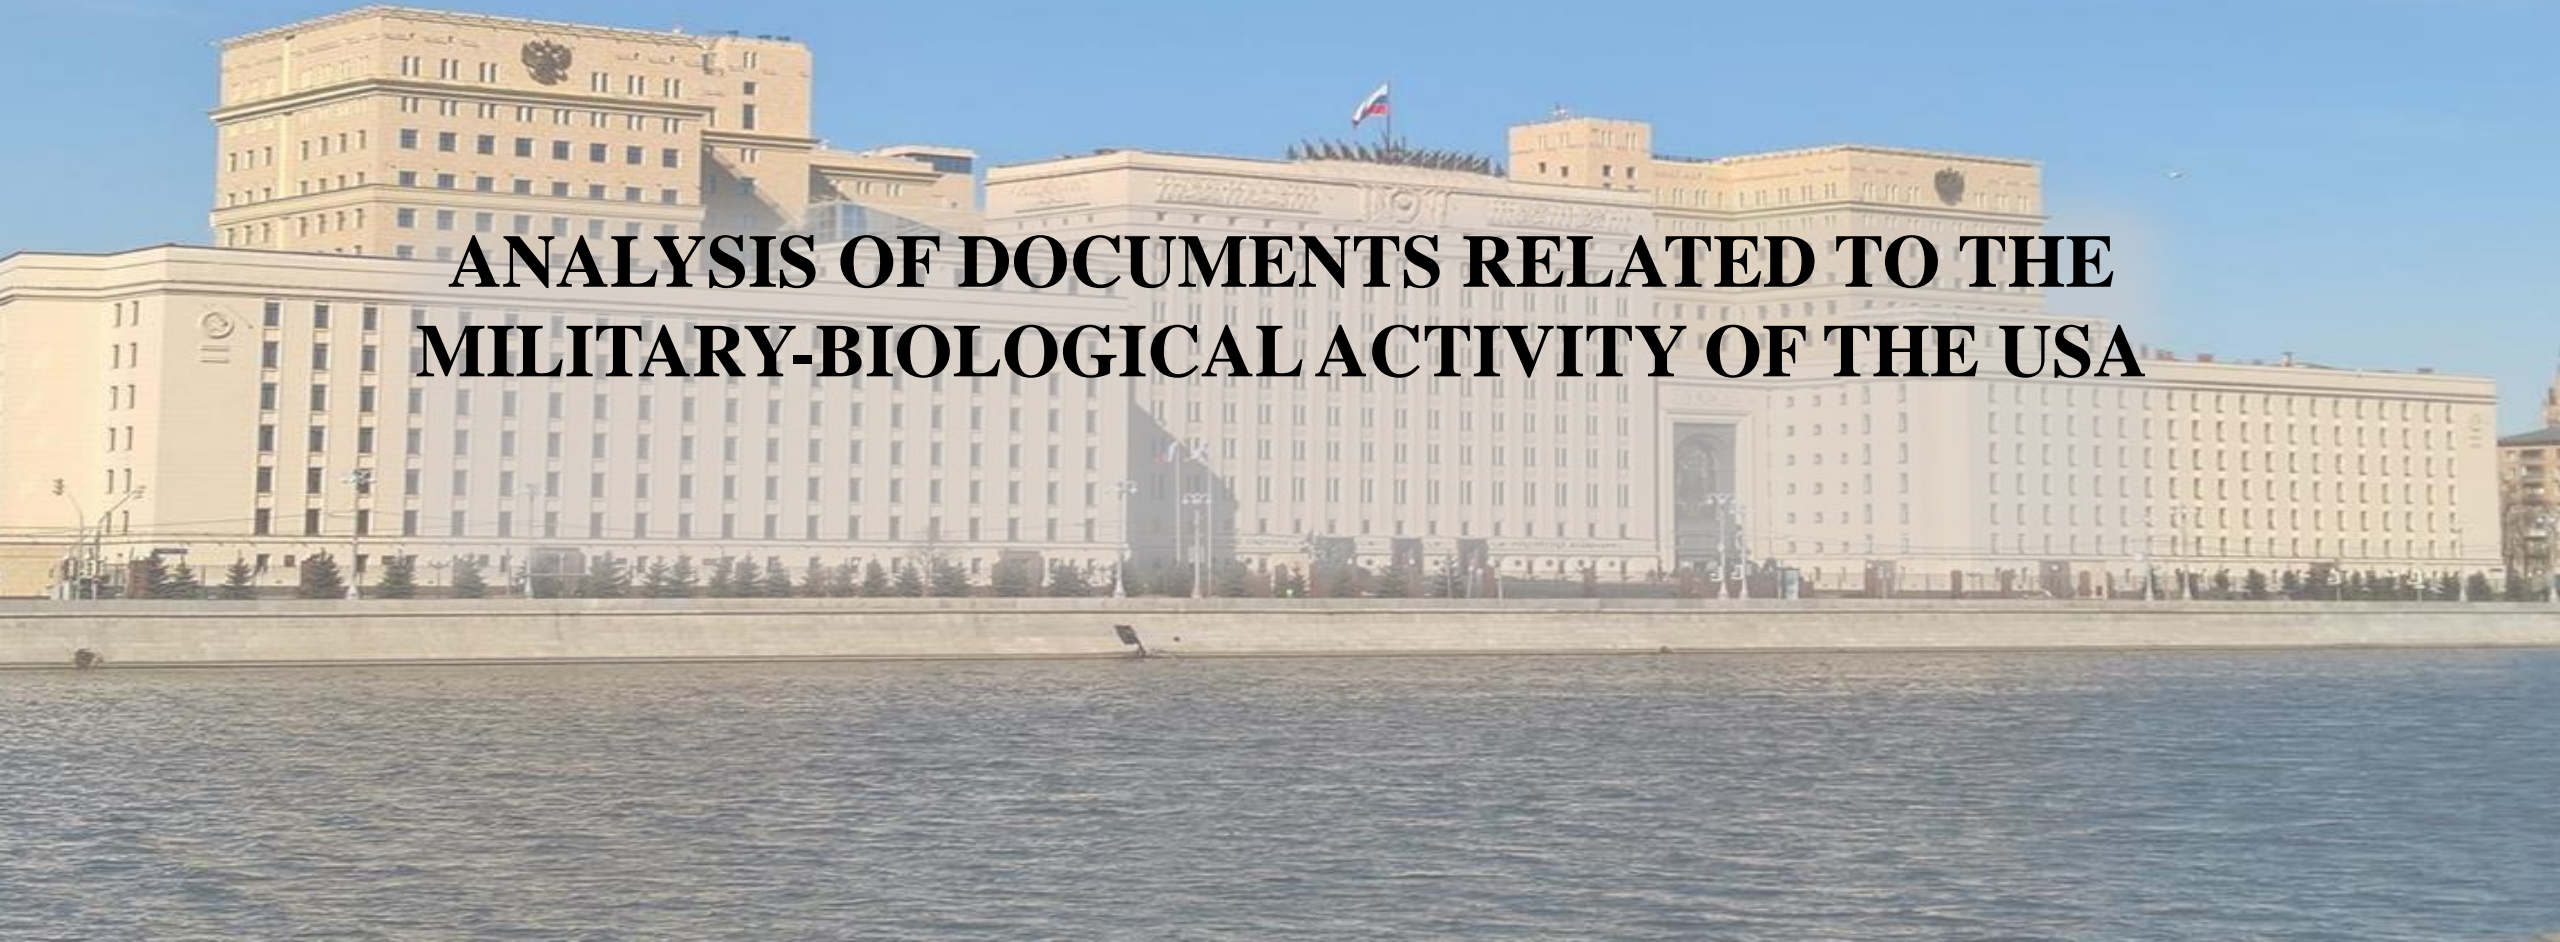 ANALYSIS OF DOCUMENTS RELATED TO THE
MILITARY-BIOLOGICAL ACTIVITY OF THE USA